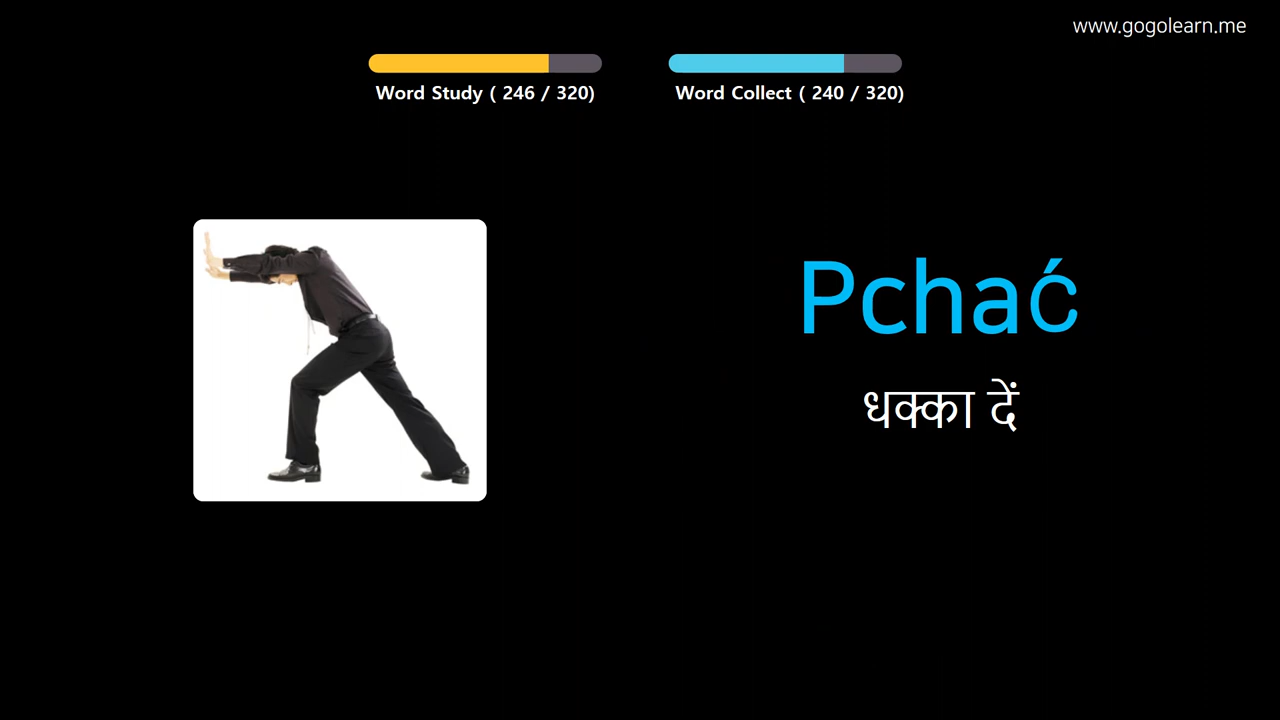 www.gogolearn.me
Word Study ( 246 / 320)
Word Collect ( 240 / 320)
Pchać
धक्का दें